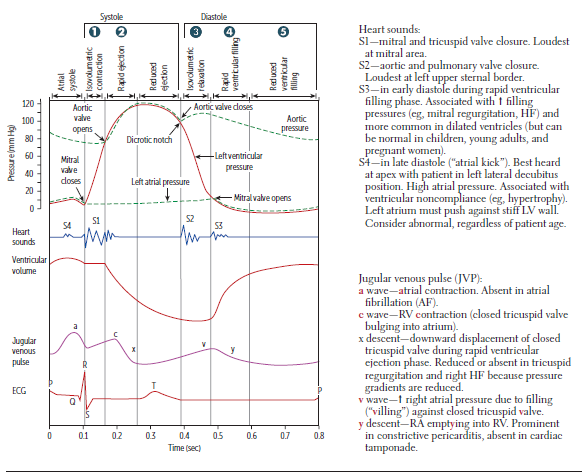 Systole
Diastole
1 2 3 4 5
Atrial systole
Isovolumetric contraction
Rapid ejection
Reduced ejection
Isovolumetric relaxation
Rapid ventricular filling
Reduced ventricular filling
Pressure (mm Hg)
120
100
80
60
40
20
0
Aortic valve opens
Aortic valve closes
Aortic pressure
Dicrotic notch
Mitral valve closes
Left ventricular pressure
Left atrial pressure
Mitral valve opens
Heart sounds
S4
S1
S2
S3
Ventricular volume
Jugular venous pulse
a
c
x
v
y
ECG
P
Q
R
S
T
P
0 0.1 0.2 0.3 0.4 0.5 0.6 0.7 0.8
Time (sec)
Heart sounds:
S1—mitral and tricuspid valve closure. Loudest
at mitral area.
S2—aortic and pulmonary valve closure.
Loudest at left upper sternal border.
S3—in early diastole during rapid ventricular
filling phase. Associated with ↑ filling
pressures (eg, mitral regurgitation, HF) and
more common in dilated ventricles (but can
be normal in children, young adults, and
pregnant women).
S4—in late diastole (“atrial kick”). Best heard
at apex with patient in left lateral decubitus
position. High atrial pressure. Associated with
ventricular noncompliance (eg, hypertrophy).
Left atrium must push against stiff LV wall.
Consider abnormal, regardless of patient age.
Jugular venous pulse (JVP):
a wave—atrial contraction. Absent in atrial
fibrillation (AF).
c wave—RV contraction (closed tricuspid valve
bulging into atrium).
x descent—downward displacement of closed
tricuspid valve during rapid ventricular
ejection phase. Reduced or absent in tricuspid
regurgitation and right HF because pressure
gradients are reduced.
v wave—↑ right atrial pressure due to filling
(“villing”) against closed tricuspid valve.
y descent—RA emptying into RV. Prominent
in constrictive pericarditis, absent in cardiac
tamponade.